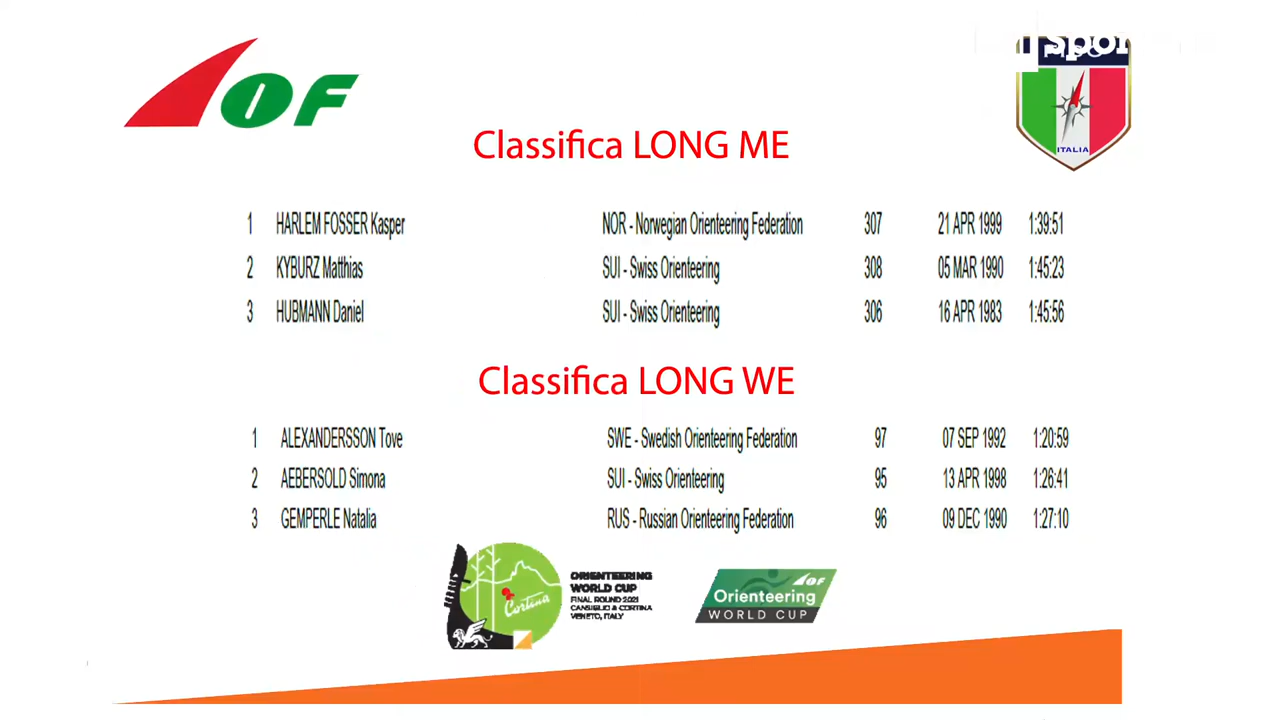 IOF
Sport
FISO
ITALIA
Classifica LONG ME
1 HARLEM FOSSER Kasper NOR - Norwegian Orienteering Federation 307 21 APR 1999 1:39:51
2 KYBURZ Matthias SUI - Swiss Orienteering 308 05 MAR 1990 1:45:23
3 HUBMANN Daniel SUI - Swiss Orienteering 306 16 APR 1983 1:45:56
Classifica LONG WE
1 ALEXANDERSSON Tove SWE - Swedish Orienteering Federation 97 07 SEP 1992 1:20:59
2 AEBERSOLD Simona SUI - Swiss Orienteering 95 13 APR 1998 1:26:41
3 GEMPERLE Natalia RUS - Russian Orienteering Federation 96 09 DEC 1990 1:27:10
Cortina
ORIENTEERING
WORLD CUP
FINAL ROUND 2021
CANSIGLIO & CORTINA
VENETO, ITALY
IOF
Orienteering
WORLD CUP